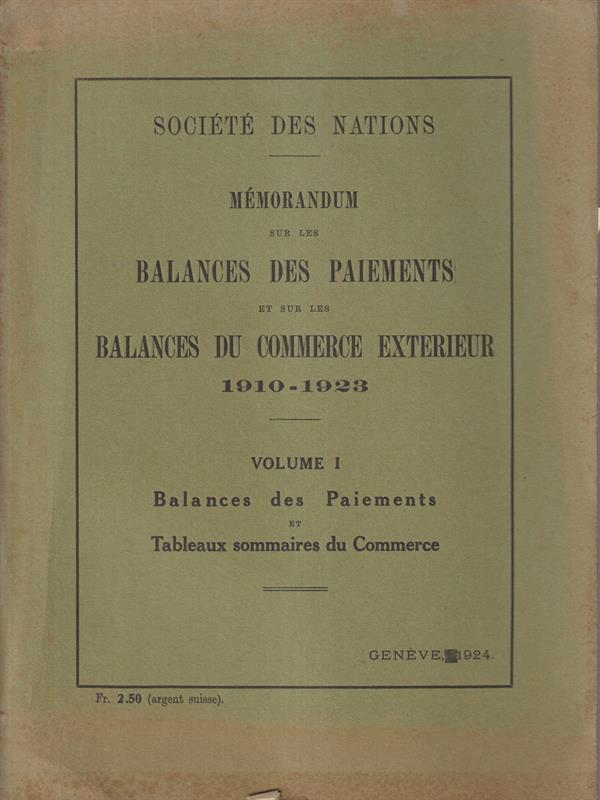 SOCIÉTÉ DES NATIONS
MÉMORANDUM
SUR LES
BALANCES DES PAIEMENTS
ET SUR LES
BALANCES DU COMMERCE EXTERIEUR
1910-1923
VOLUME I
Balances des Paiements
ET
Tableaux sommaires du Commerce
GENÈVE, 1924.
Fr. 2.50 (argent suisse).